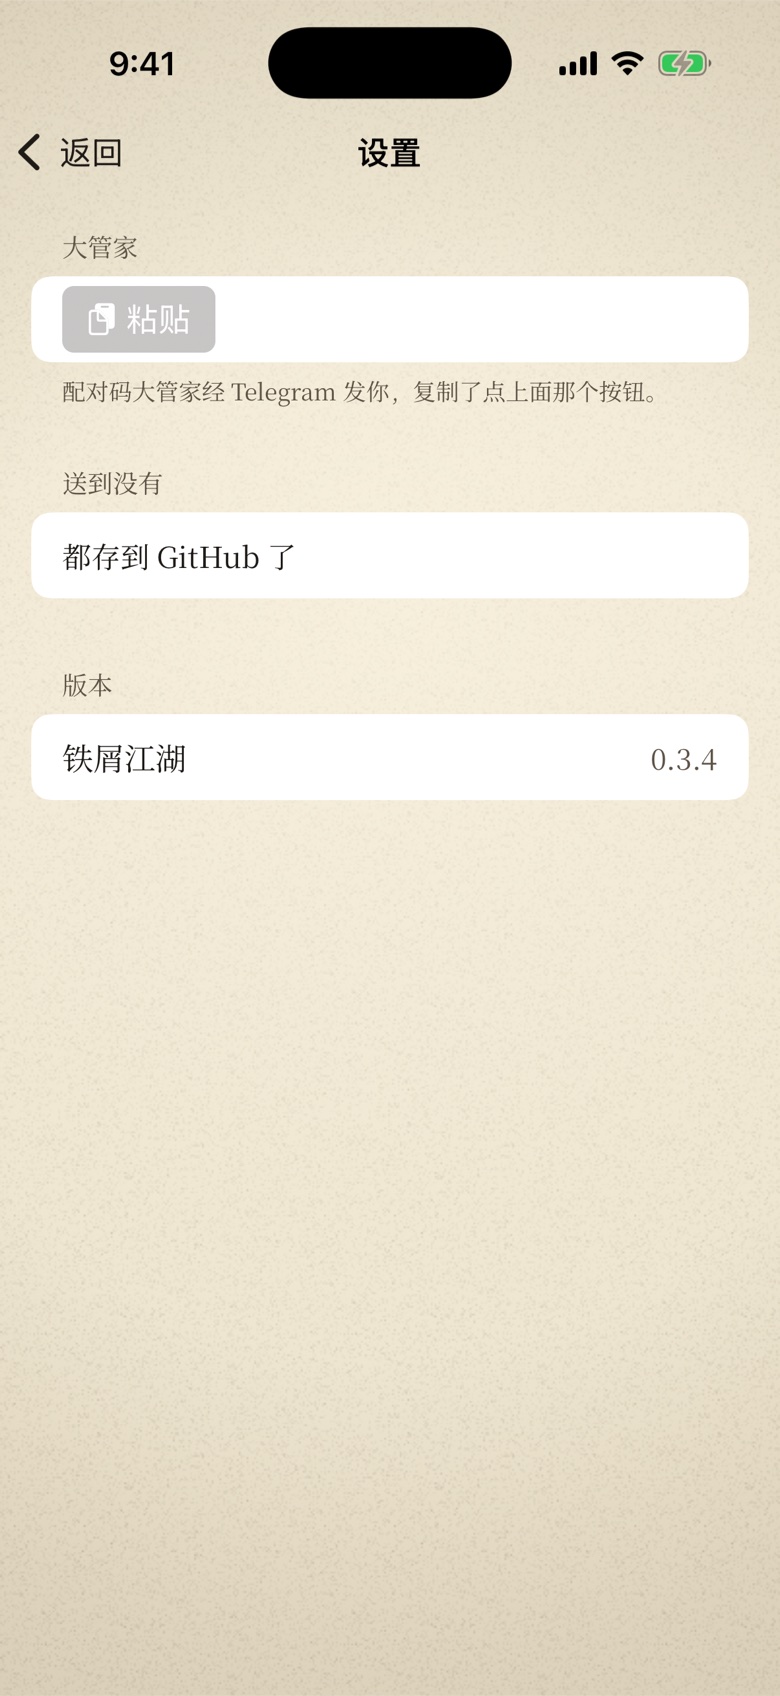 9:41
返回
设置
大管家
粘贴
配对码大管家经 Telegram 发你，复制了点上面那个按钮。
送到没有
都存到 GitHub 了
版本
铁屑江湖 0.3.4